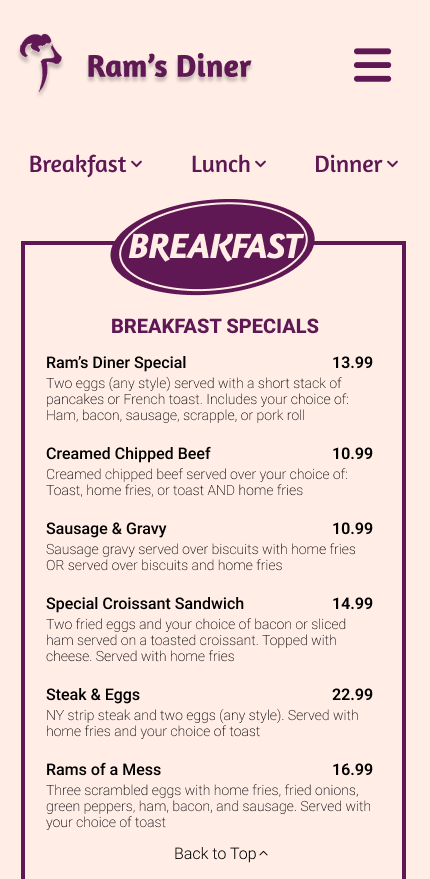 Ram's Diner
Breakfast Lunch Dinner
BREAKFAST
BREAKFAST SPECIALS
Ram's Diner Special 13.99
Two eggs (any style) served with a short stack of
pancakes or French toast. Includes your choice of:
Ham, bacon, sausage, scrapple, or pork roll
Creamed Chipped Beef 10.99
Creamed chipped beef served over your choice of:
Toast, home fries, or toast AND home fries
Sausage & Gravy 10.99
Sausage gravy served over biscuits with home fries
OR served over biscuits and home fries
Special Croissant Sandwich 14.99
Two fried eggs and your choice of bacon or sliced
ham served on a toasted croissant. Topped with
cheese. Served with home fries
Steak & Eggs 22.99
NY strip steak and two eggs (any style). Served with
home fries and your choice of toast
Rams of a Mess 16.99
Three scrambled eggs with home fries, fried onions,
green peppers, ham, bacon, and sausage. Served with
your choice of toast
Back to Top